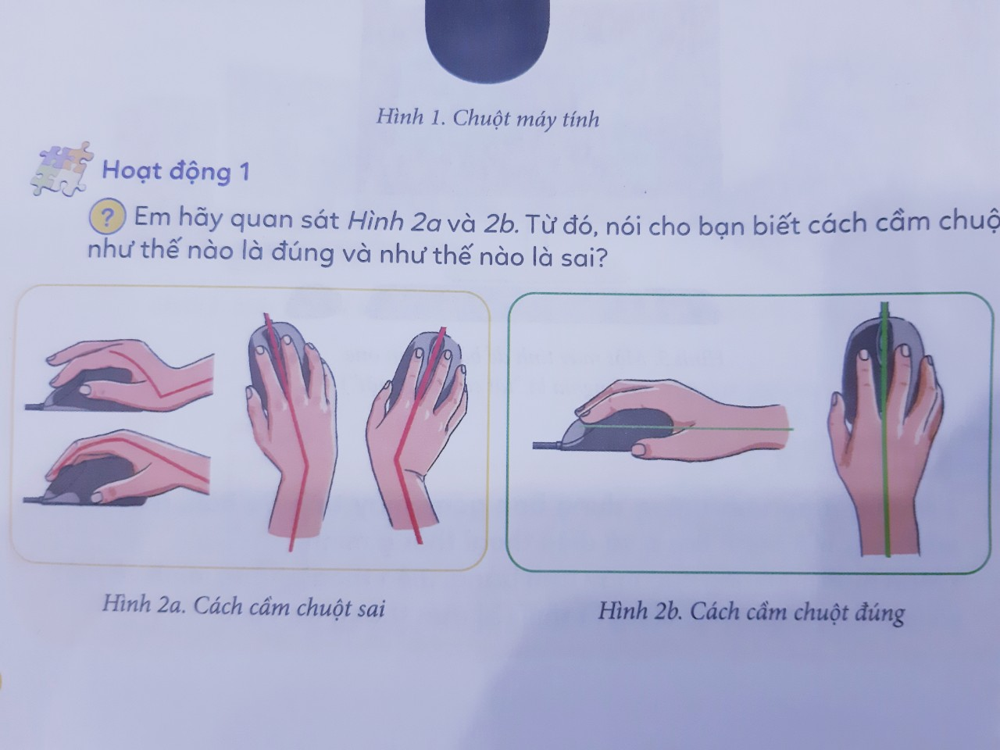 Hình 1. Chuột máy tính
Hoạt động 1
? Em hãy quan sát Hình 2a và 2b. Từ đó, nói cho bạn biết cách cầm
như thế nào là đúng và như thế nào là sai?
Hình 2a. Cách cầm chuột sai
Hình 2b. Cách cầm chuột đúng